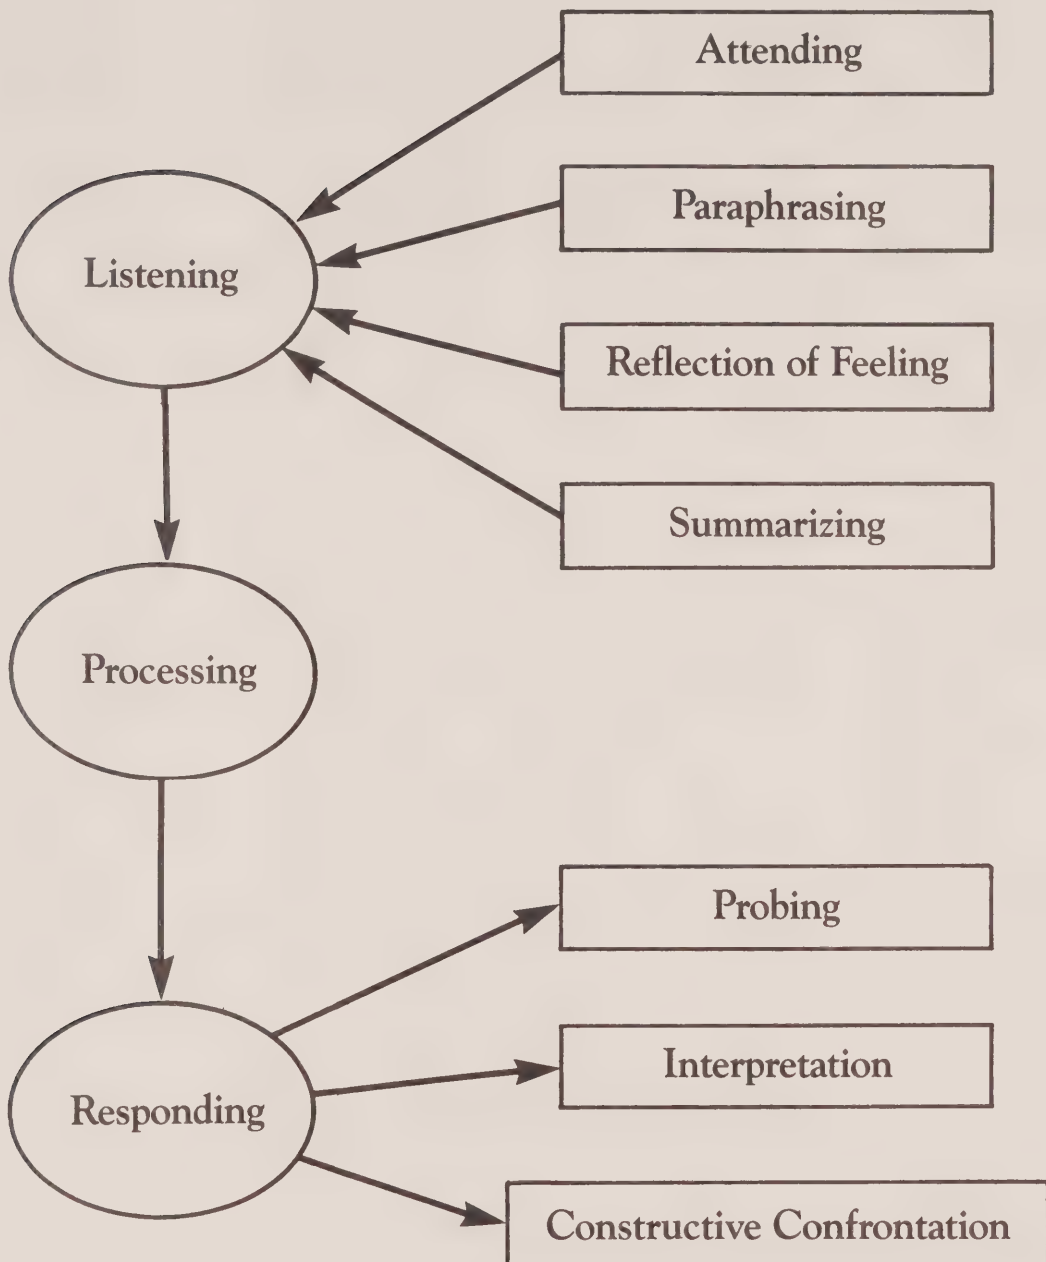 Attending
Paraphrasing
Listening
Reflection of Feeling
Summarizing
Processing
Probing
Interpretation
Responding
Constructive Confrontation